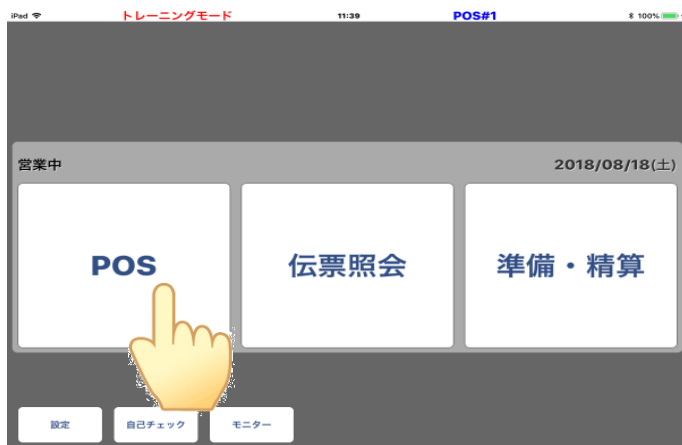 iPad トレーニングモード 11:39 POS#1 100%
営業中 2018/08/18(土)
POS 伝票照会 準備・精算
設定 自己チェック モニター